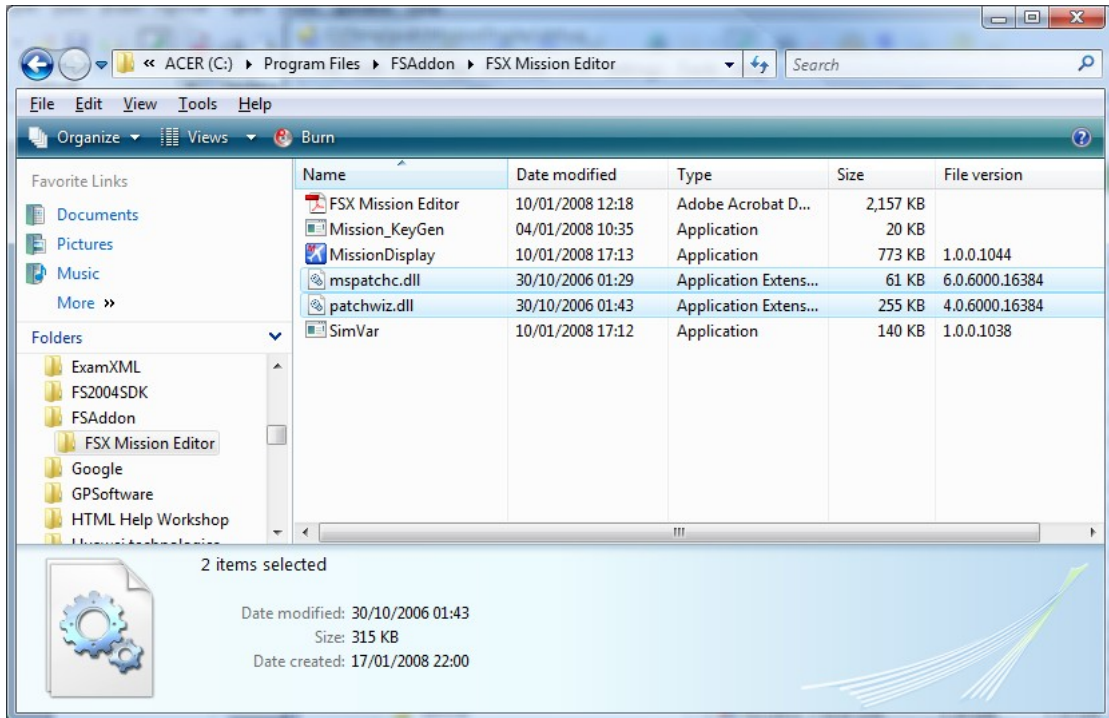 « ACER (C:) ▸ Program Files ▸ FSAddon ▸ FSX Mission Editor
Search
File Edit View Tools Help
Organize Views Burn
Favorite Links
Documents
Pictures
Music
More »
Folders
ExamXML
FS2004SDK
FSAddon
FSX Mission Editor
Google
GPSoftware
HTML Help Workshop
Huawei technologies
Name Date modified Type Size File version
FSX Mission Editor 10/01/2008 12:18 Adobe Acrobat D... 2,157 KB
Mission_KeyGen 04/01/2008 10:35 Application 20 KB
MissionDisplay 10/01/2008 17:13 Application 773 KB 1.0.0.1044
mspatchc.dll 30/10/2006 01:29 Application Extens... 61 KB 6.0.6000.16384
patchwiz.dll 30/10/2006 01:43 Application Extens... 255 KB 4.0.6000.16384
SimVar 10/01/2008 17:12 Application 140 KB 1.0.0.1038
2 items selected
Date modified: 30/10/2006 01:43
Size: 315 KB
Date created: 17/01/2008 22:00